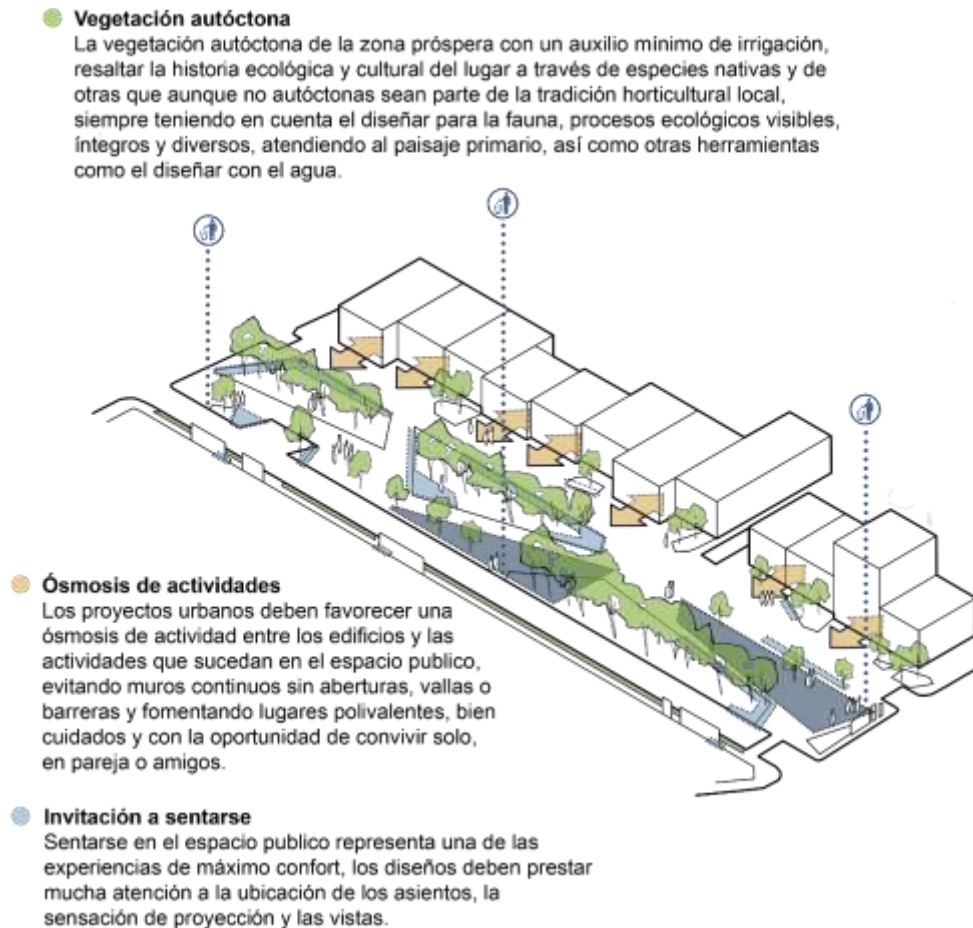 Vegetación autóctona
La vegetación autóctona de la zona próspera con un auxilio mínimo de irrigación,
resaltar la historia ecológica y cultural del lugar a través de especies nativas y de
otras que aunque no autóctonas sean parte de la tradición horticultural local,
siempre teniendo en cuenta el diseñar para la fauna, procesos ecológicos visibles,
íntegros y diversos, atendiendo al paisaje primario, así como otras herramientas
como el diseñar con el agua.
Ósmosis de actividades
Los proyectos urbanos deben favorecer una
ósmosis de actividad entre los edificios y las
actividades que sucedan en el espacio publico,
evitando muros continuos sin aberturas, vallas o
barreras y fomentando lugares polivalentes, bien
cuidados y con la oportunidad de convivir solo,
en pareja o amigos.
Invitación a sentarse
Sentarse en el espacio publico representa una de las
experiencias de máximo confort, los diseños deben prestar
mucha atención a la ubicación de los asientos, la
sensación de proyección y las vistas.